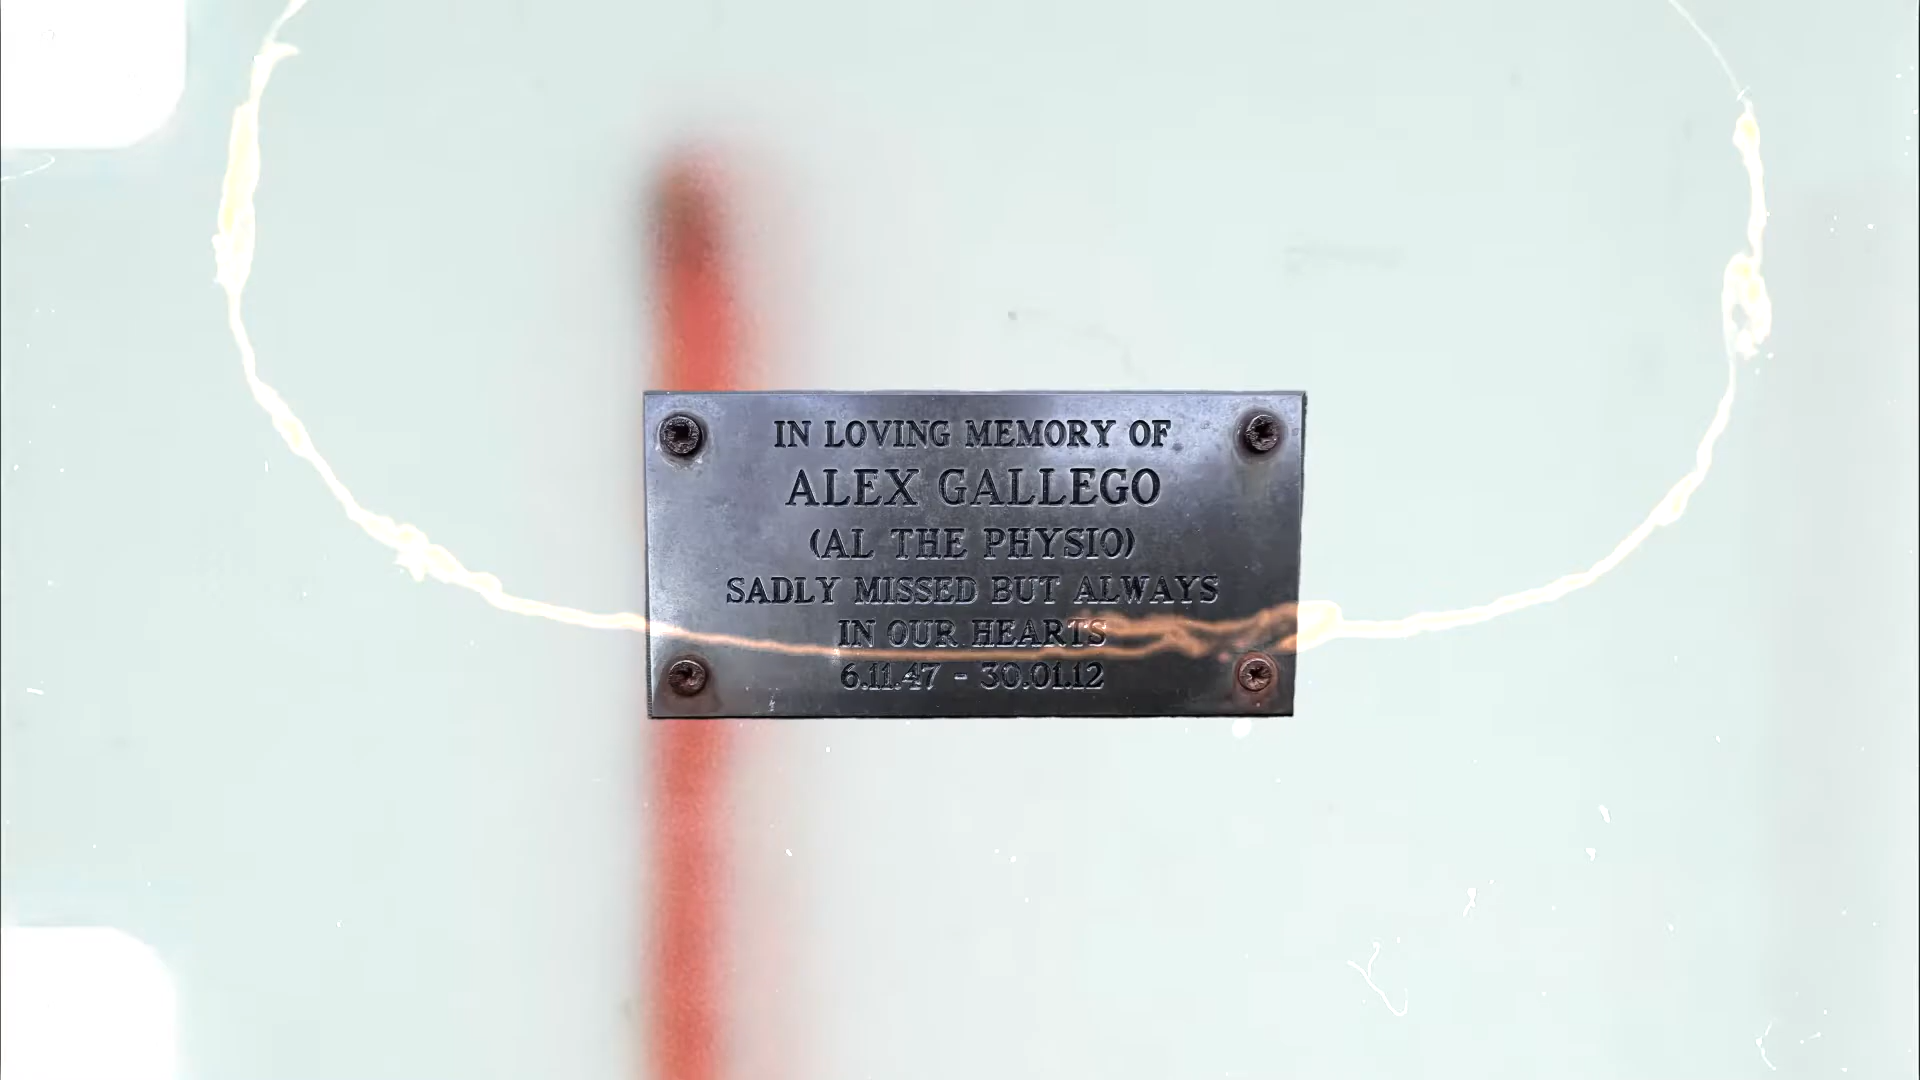 IN LOVING MEMORY OF
ALEX GALLEGO
(AL THE PHYSIO)
SADLY MISSED BUT ALWAYS
IN OUR HEARTS
6.11.47 - 30.01.12